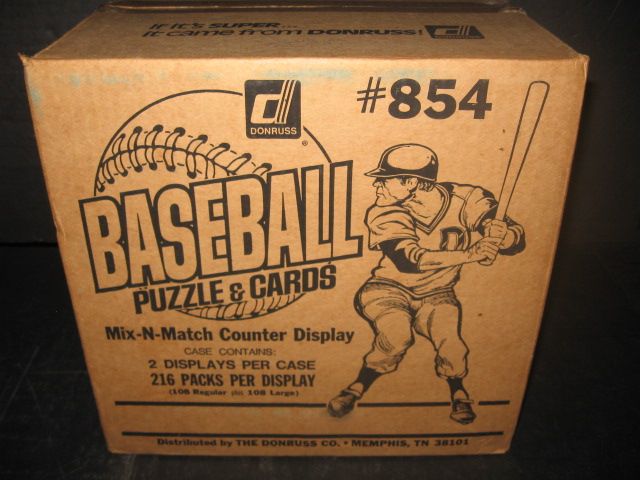 If it's SUPER...
it came from DONRUSS!
#854
DONRUSS
®
BASEBALL
PUZZLE & CARDS
Mix-N-Match Counter Display
CASE CONTAINS:
2 DISPLAYS PER CASE
216 PACKS PER DISPLAY
(108 Regular plus 108 Large)
D
Distributed by THE DONRUSS CO. • MEMPHIS, TN 38101